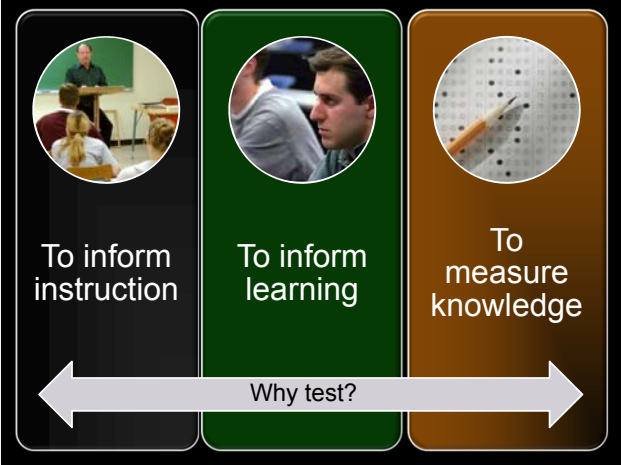 To inform
instruction
To inform
learning
To
measure
knowledge
Why test?